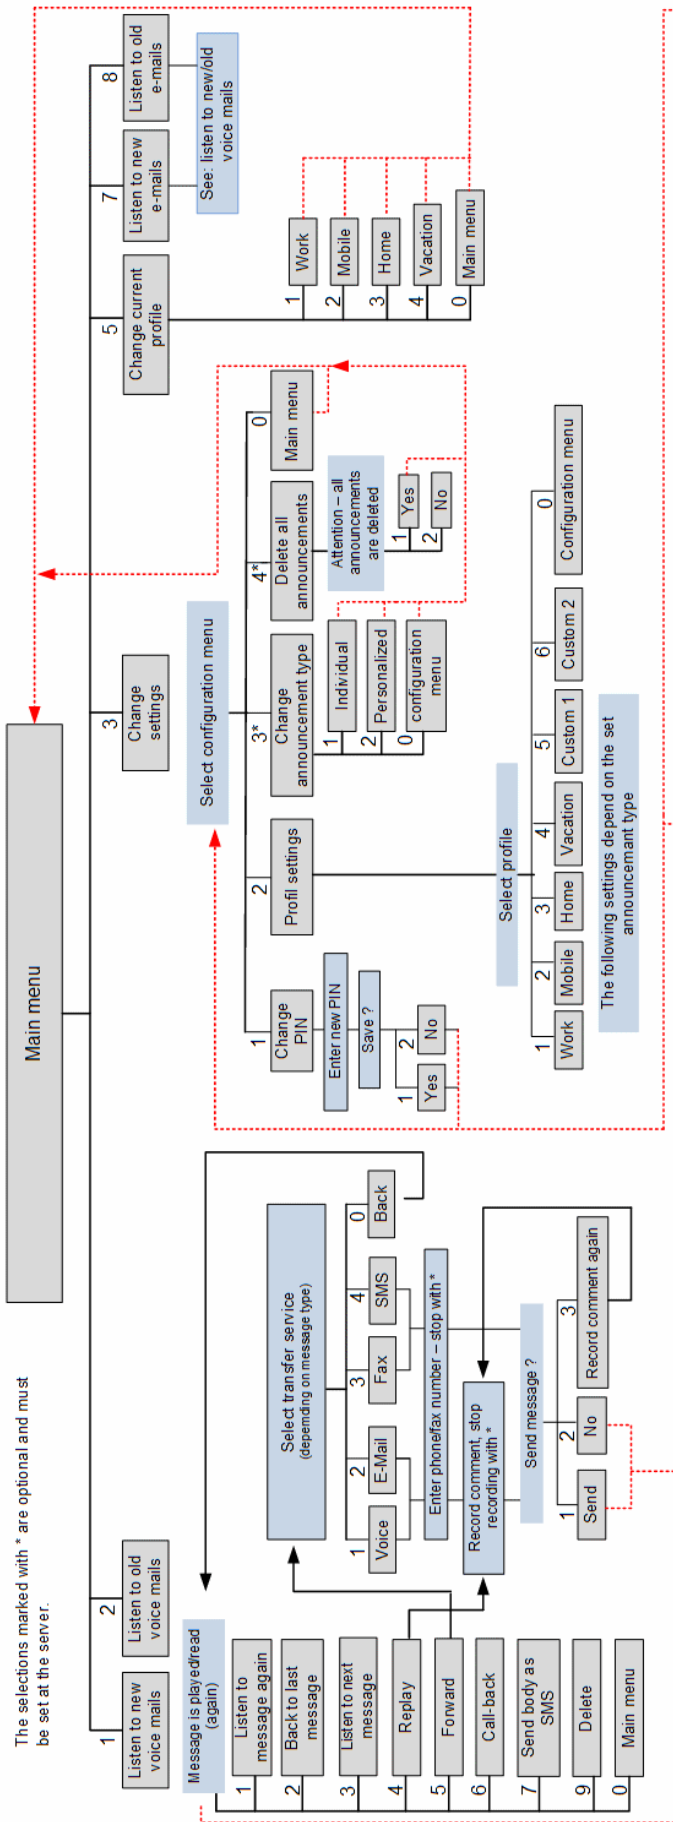 The selections marked with * are optional and must
be set at the server.
Main menu
1
Listen to new
voice mails
2
Listen to old
voice mails
3
Change
settings
5
Change current
profile
7
Listen to new
e-mails
8
Listen to old
e-mails
See: listen to new/old
voice mails
Message is played/read
(again)
1
Listen to
message again
2
Back to last
message
3
Listen to next
message
4
Replay
5
Forward
6
Call-back
7
Send body as
SMS
9
Delete
0
Main menu
Select transfer service
(depemding on message type)
1
Voice
2
E-Mail
3
Fax
4
SMS
0
Back
Enter phone/fax number – stop with *
Record comment, stop
recording with *
Send message ?
1
Send
2
No
3
Record comment again
Select configuration menu
1
Change
PIN
Enter new PIN
Save ?
1
Yes
2
No
2
Profil settings
3*
Change
announcement type
1
Individual
2
Personalized
0
configuration
menu
4*
Delete all
announcements
Attention – all
announcements
are deleted
1
Yes
2
No
0
Main menu
Select profile
1
Work
2
Mobile
3
Home
4
Vacation
5
Custom 1
6
Custom 2
0
Configuration menu
The following settings depend on the set
announcemant type
1
Work
2
Mobile
3
Home
4
Vacation
0
Main menu